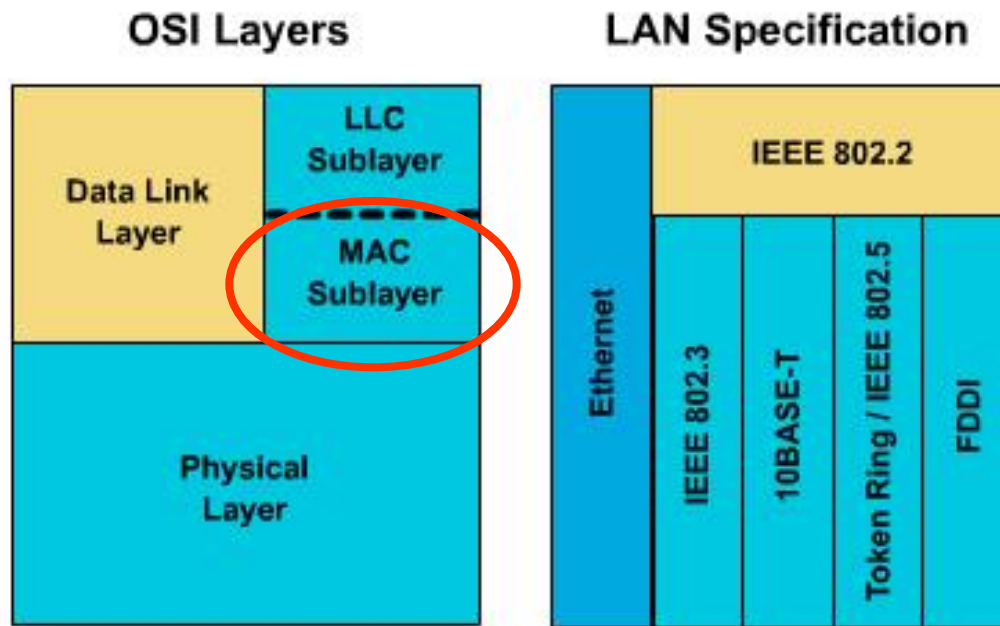 OSI Layers
LAN Specification
Data Link
Layer
LLC
Sublayer
MAC
Sublayer
Physical
Layer
Ethernet
IEEE 802.2
IEEE 802.3
10BASE-T
Token Ring / IEEE 802.5
FDDI